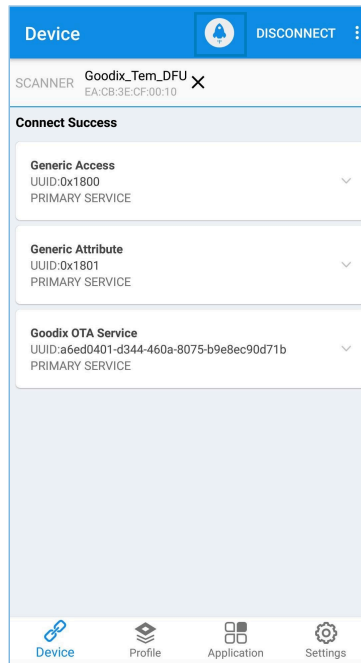 Device
DISCONNECT
SCANNER
Goodix_Tem_DFU
EA:CB:3E:CF:00:10
Connect Success
Generic Access
UUID:0x1800
PRIMARY SERVICE
Generic Attribute
UUID:0x1801
PRIMARY SERVICE
Goodix OTA Service
UUID:a6ed0401-d344-460a-8075-b9e8ec90d71b
PRIMARY SERVICE
Device Profile Application Settings